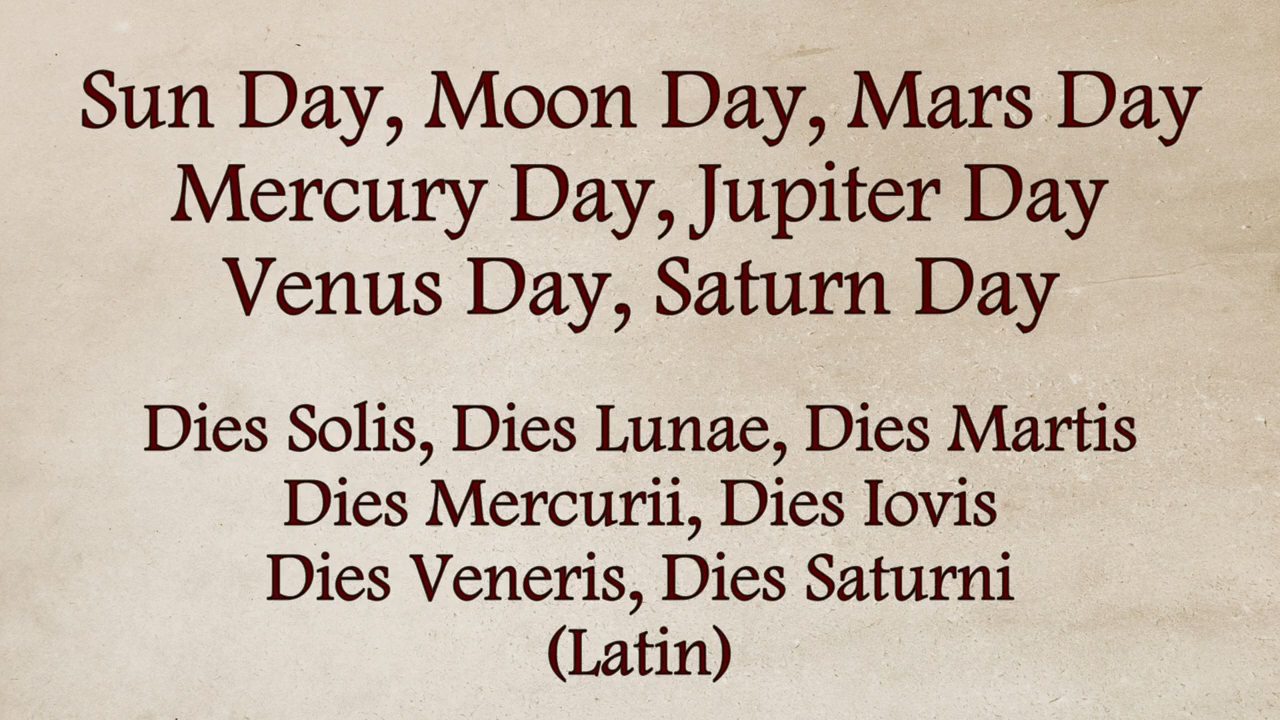 Sun Day, Moon Day, Mars Day
Mercury Day, Jupiter Day
Venus Day, Saturn Day
Dies Solis, Dies Lunae, Dies Martis
Dies Mercurii, Dies Iovis
Dies Veneris, Dies Saturni
(Latin)